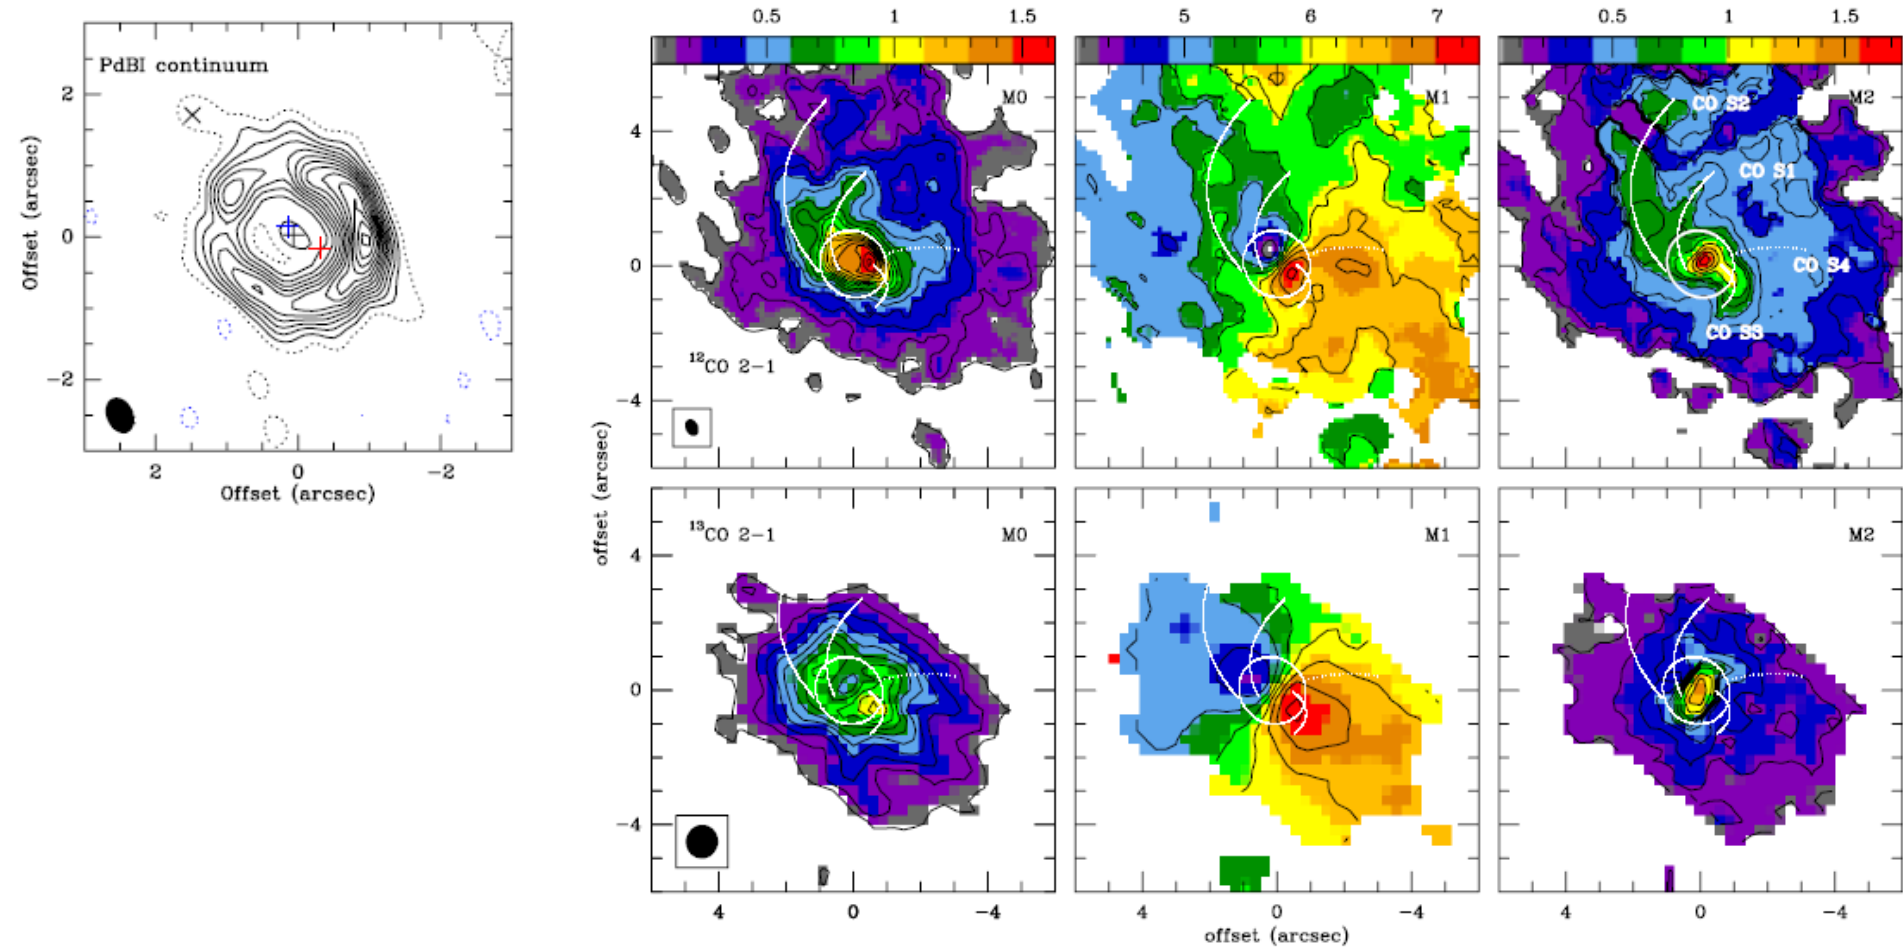 PdBI continuum
Offset (arcsec)
2
0
−2
2
0
−2
Offset (arcsec)
0.5
1
1.5
5
6
7
0.5
1
1.5
M0
M1
M2
CO S2
CO S1
CO S4
CO S3
¹²CO 2−1
4
0
−4
offset (arcsec)
¹³CO 2−1
M0
M1
M2
4
0
−4
4
0
−4
4
0
−4
4
0
−4
offset (arcsec)